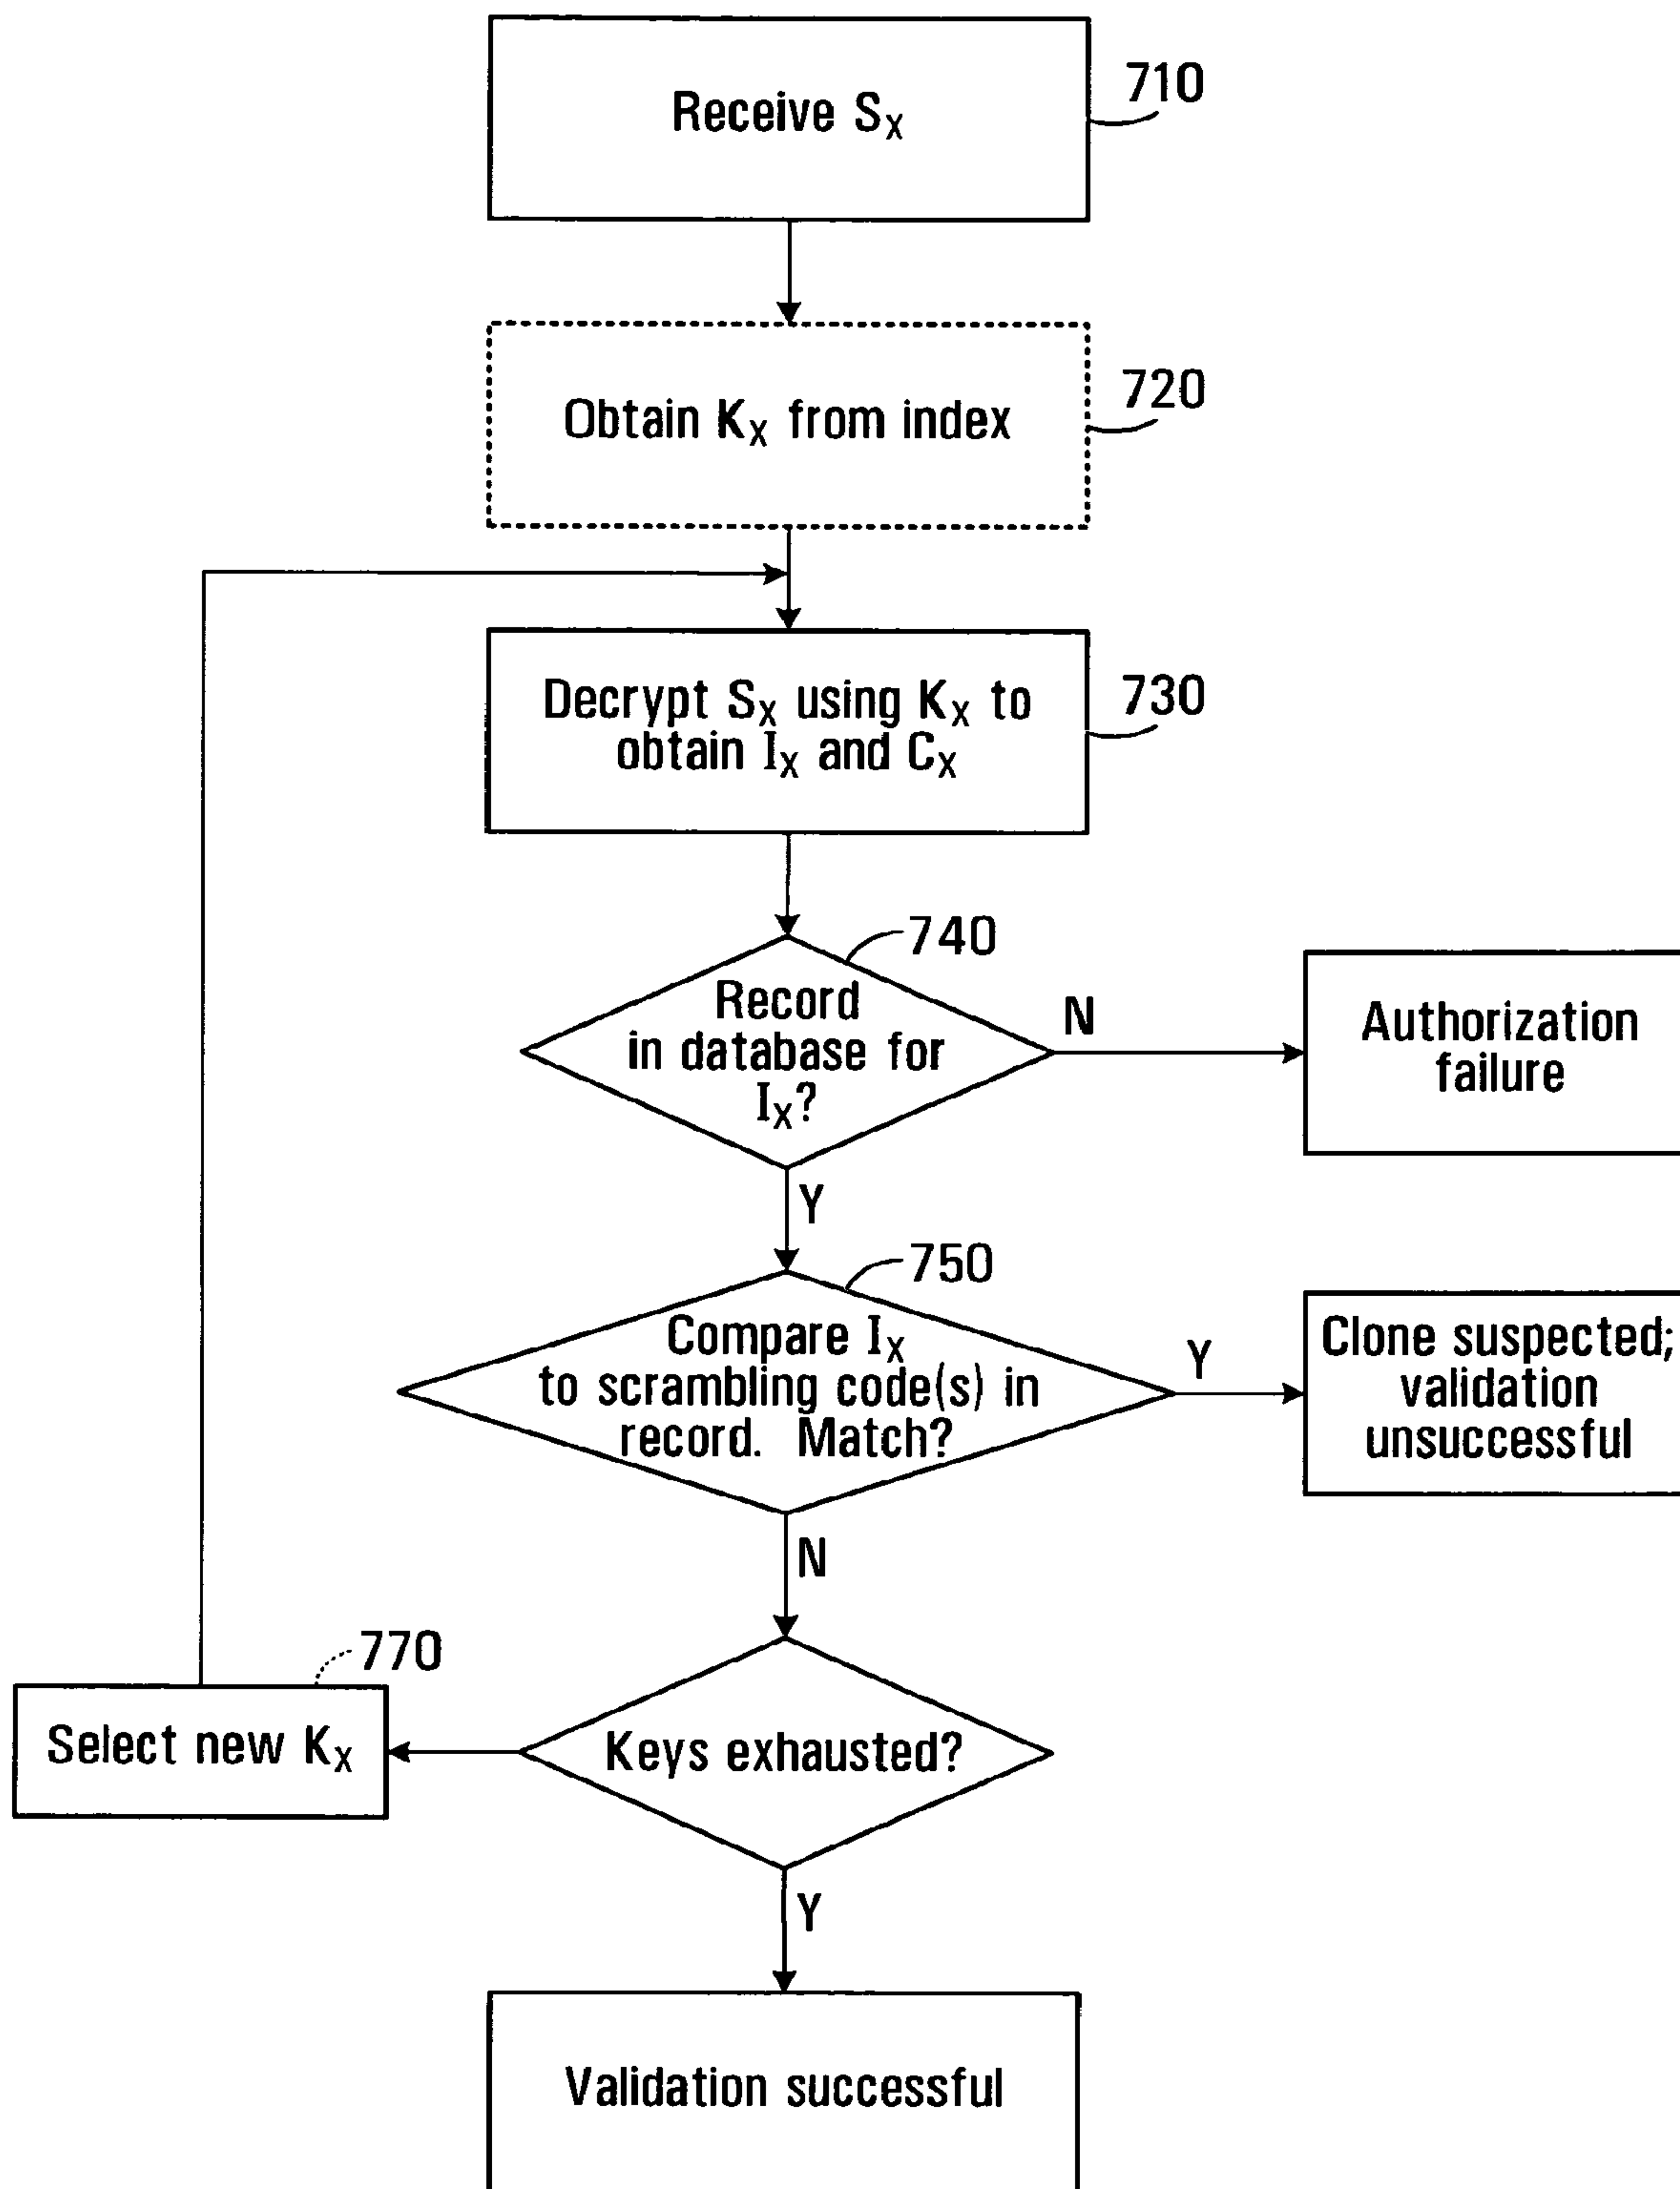 Receive Sₓ
710
Obtain Kₓ from index
720
Decrypt Sₓ using Kₓ to
obtain Iₓ and Cₓ
730
740
Record
in database for
Iₓ?
N
Authorization
failure
Y
750
Compare Iₓ
to scrambling code(s) in
record. Match?
Y
Clone suspected;
validation
unsuccessful
N
770
Select new Kₓ
Keys exhausted?
Y
Validation successful